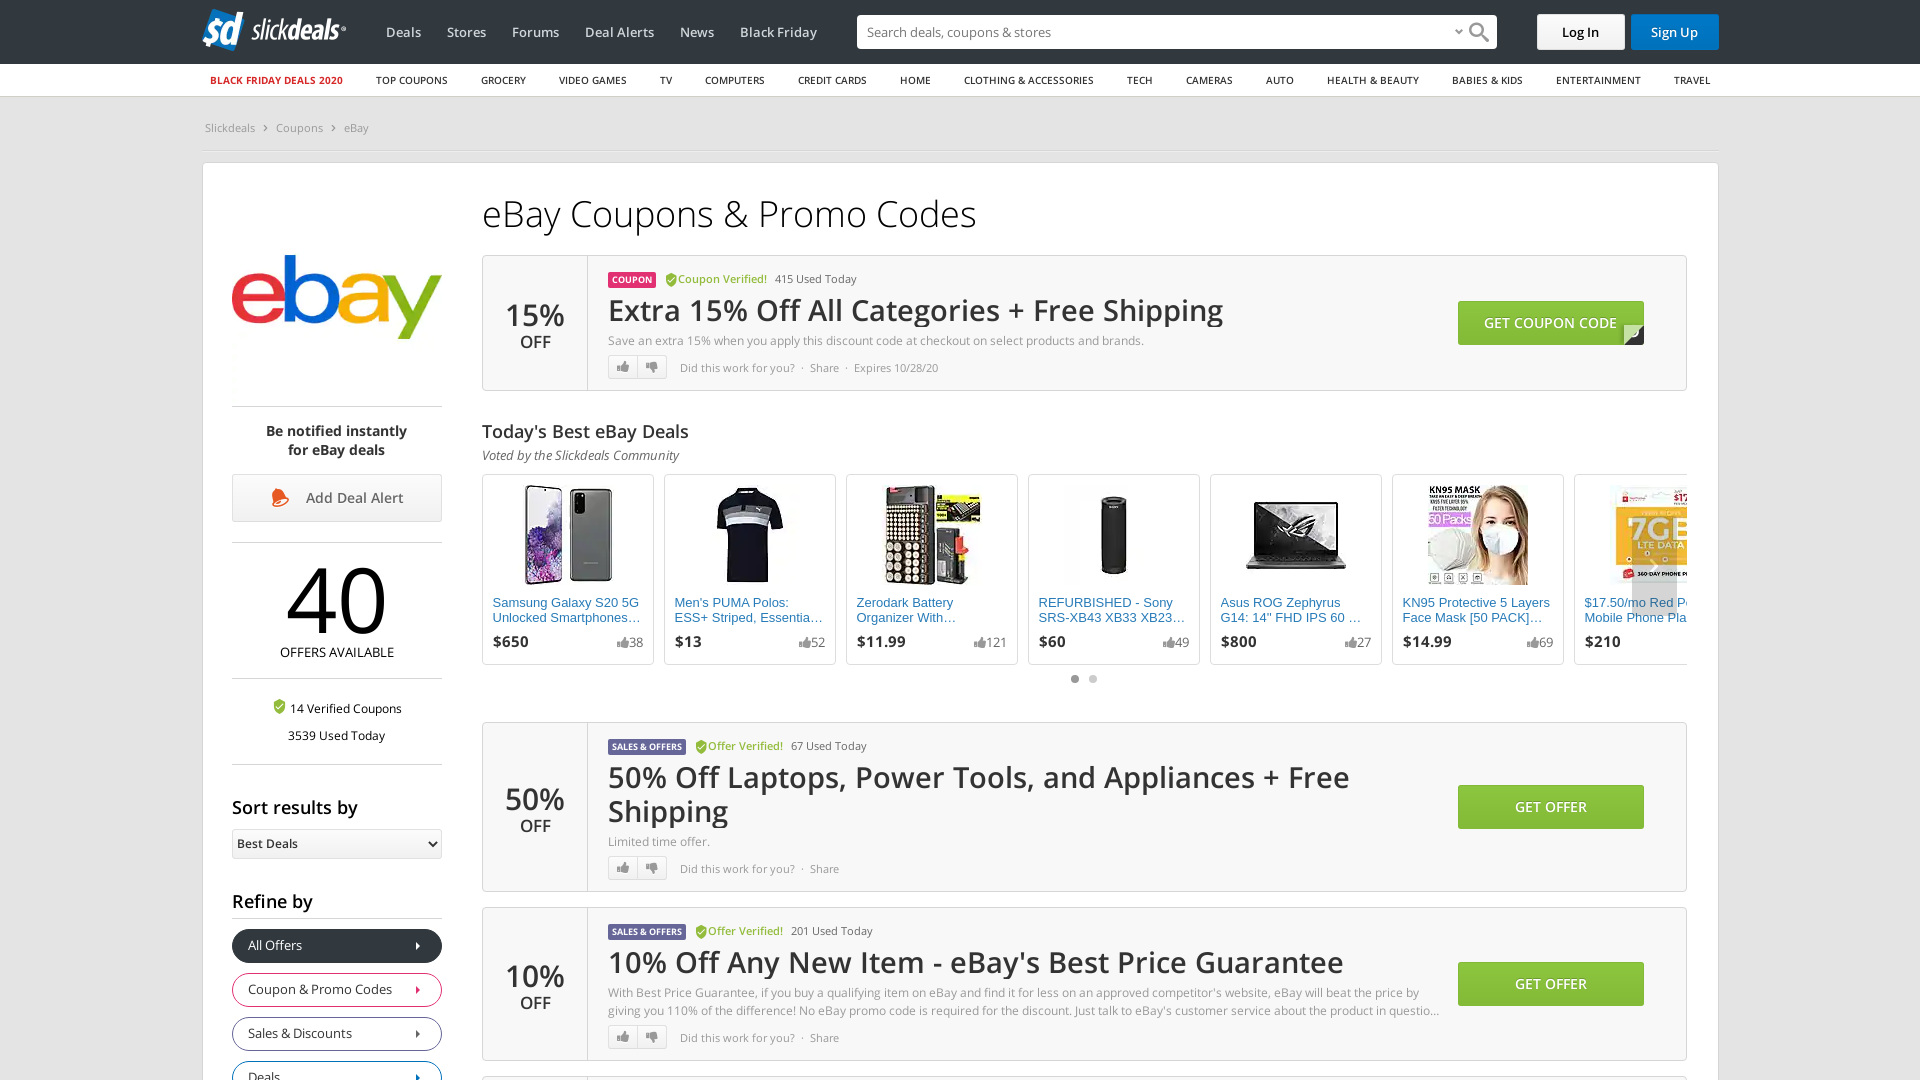 slickdeals
Deals
Stores
Forums
Deal Alerts
News
Black Friday
Search deals, coupons & stores
Log In
Sign Up
BLACK FRIDAY DEALS 2020
TOP COUPONS
GROCERY
VIDEO GAMES
TV
COMPUTERS
CREDIT CARDS
HOME
CLOTHING & ACCESSORIES
TECH
CAMERAS
AUTO
HEALTH & BEAUTY
BABIES & KIDS
ENTERTAINMENT
TRAVEL
Slickdeals > Coupons > eBay
ebay
Be notified instantly
for eBay deals
Add Deal Alert
40
OFFERS AVAILABLE
14 Verified Coupons
3539 Used Today
Sort results by
Best Deals
Refine by
All Offers
Coupon & Promo Codes
Sales & Discounts
Deals
eBay Coupons & Promo Codes
15%
OFF
COUPON Coupon Verified! 415 Used Today
Extra 15% Off All Categories + Free Shipping
Save an extra 15% when you apply this discount code at checkout on select products and brands.
Did this work for you? · Share · Expires 10/28/20
GET COUPON CODE
Today's Best eBay Deals
Voted by the Slickdeals Community
Samsung Galaxy S20 5G
Unlocked Smartphones…
$650
38
Men's PUMA Polos:
ESS+ Striped, Essentia…
$13
52
Zerodark Battery
Organizer With…
$11.99
121
REFURBISHED - Sony
SRS-XB43 XB33 XB23…
$60
49
Asus ROG Zephyrus
G14: 14" FHD IPS 60 …
$800
27
KN95 MASK
50 Packs
KN95 Protective 5 Layers
Face Mask [50 PACK]…
$14.99
69
7GB
LTE DATA
$17.50/mo Red P
Mobile Phone Pla
$210
50%
OFF
SALES & OFFERS Offer Verified! 67 Used Today
50% Off Laptops, Power Tools, and Appliances + Free
Shipping
Limited time offer.
Did this work for you? · Share
GET OFFER
10%
OFF
SALES & OFFERS Offer Verified! 201 Used Today
10% Off Any New Item - eBay's Best Price Guarantee
With Best Price Guarantee, if you buy a qualifying item on eBay and find it for less on an approved competitor's website, eBay will beat the price by
giving you 110% of the difference! No eBay promo code is required for the discount. Just talk to eBay's customer service about the product in questio…
Did this work for you? · Share
GET OFFER